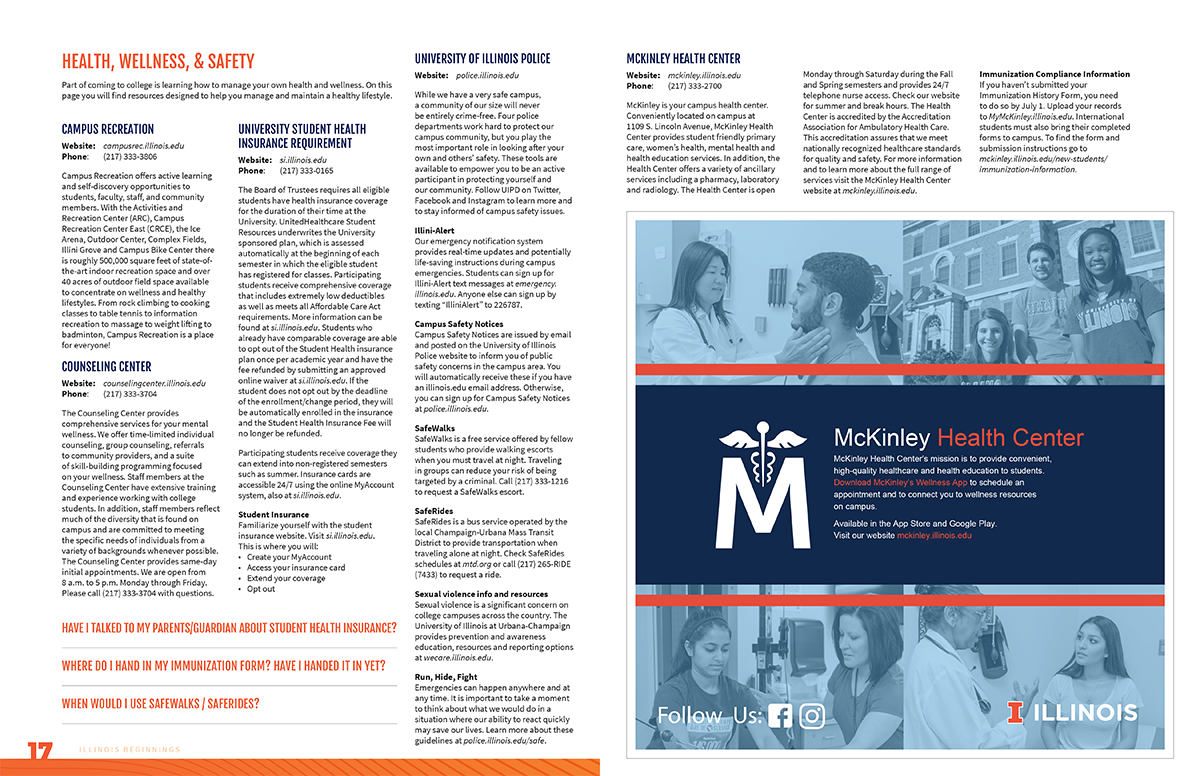 HEALTH, WELLNESS, & SAFETY
Part of coming to college is learning how to manage your own health and wellness. On this
page you will find resources designed to help you manage and maintain a healthy lifestyle.
CAMPUS RECREATION
Website: campusrec.illinois.edu
Phone: (217) 333-3806
Campus Recreation offers active learning
and self-discovery opportunities to
students, faculty, staff, and community
members. With the Activities and
Recreation Center (ARC), Campus
Recreation Center East (CRCE), the Ice
Arena, Outdoor Center, Complex Fields,
Illini Grove and Campus Bike Center there
is roughly 500,000 square feet of state-of-
the-art indoor recreation space and over
40 acres of outdoor field space available
to concentrate on wellness and healthy
lifestyles. From rock climbing to cooking
classes to table tennis to information
recreation to massage to weight lifting to
badminton, Campus Recreation is a place
for everyone!
COUNSELING CENTER
Website: counselingcenter.illinois.edu
Phone: (217) 333-3704
The Counseling Center provides
comprehensive services for your mental
wellness. We offer time-limited individual
counseling, group counseling, referrals
to community providers, and a suite
of skill-building programming focused
on your wellness. Staff members at the
Counseling Center have extensive training
and experience working with college
students. In addition, staff members reflect
much of the diversity that is found on
campus and are committed to meeting
the specific needs of individuals from a
variety of backgrounds whenever possible.
The Counseling Center provides same-day
initial appointments. We are open from
8 a.m. to 5 p.m. Monday through Friday.
Please call (217) 333-3704 with questions.
UNIVERSITY STUDENT HEALTH
INSURANCE REQUIREMENT
Website: si.illinois.edu
Phone: (217) 333-0165
The Board of Trustees requires all eligible
students have health insurance coverage
for the duration of their time at the
University. UnitedHealthcare Student
Resources underwrites the University
sponsored plan, which is assessed
automatically at the beginning of each
semester in which the eligible student
has registered for classes. Participating
students receive comprehensive coverage
that includes extremely low deductibles
as well as meets all Affordable Care Act
requirements. More information can be
found at si.illinois.edu. Students who
already have comparable coverage are able
to opt out of the Student Health insurance
plan once per academic year and have the
fee refunded by submitting an approved
online waiver at si.illinois.edu. If the
student does not opt out by the deadline
of the enrollment/change period, they will
be automatically enrolled in the insurance
and the Student Health Insurance Fee will
no longer be refunded.
Participating students receive coverage they
can extend into non-registered semesters
such as summer. Insurance cards are
accessible 24/7 using the online MyAccount
system, also at si.illinois.edu.
Student Insurance
Familiarize yourself with the student
insurance website. Visit si.illinois.edu.
This is where you will:
• Create your MyAccount
• Access your insurance card
• Extend your coverage
• Opt out
HAVE I TALKED TO MY PARENTS/GUARDIAN ABOUT STUDENT HEALTH INSURANCE?
WHERE DO I HAND IN MY IMMUNIZATION FORM? HAVE I HANDED IT IN YET?
WHEN WOULD I USE SAFEWALKS / SAFERIDES?
17
ILLINOIS BEGINNINGS
UNIVERSITY OF ILLINOIS POLICE
Website: police.illinois.edu
While we have a very safe campus,
a community of our size will never
be entirely crime-free. Four police
departments work hard to protect our
campus community, but you play the
most important role in looking after your
own and others' safety. These tools are
available to empower you to be an active
participant in protecting yourself and
our community. Follow UIPD on Twitter,
Facebook and Instagram to learn more and
to stay informed of campus safety issues.
Illini-Alert
Our emergency notification system
provides real-time updates and potentially
life-saving instructions during campus
emergencies. Students can sign up for
Illini-Alert text messages at emergency.
illinois.edu. Anyone else can sign up by
texting “IlliniAlert” to 226787.
Campus Safety Notices
Campus Safety Notices are issued by email
and posted on the University of Illinois
Police website to inform you of public
safety concerns in the campus area. You
will automatically receive these if you have
an illinois.edu email address. Otherwise,
you can sign up for Campus Safety Notices
at police.illinois.edu.
SafeWalks
SafeWalks is a free service offered by fellow
students who provide walking escorts
when you must travel at night. Traveling
in groups can reduce your risk of being
targeted by a criminal. Call (217) 333-1216
to request a SafeWalks escort.
SafeRides
SafeRides is a bus service operated by the
local Champaign-Urbana Mass Transit
District to provide transportation when
traveling alone at night. Check SafeRides
schedules at mtd.org or call (217) 265-RIDE
(7433) to request a ride.
Sexual violence info and resources
Sexual violence is a significant concern on
college campuses across the country. The
University of Illinois at Urbana-Champaign
provides prevention and awareness
education, resources and reporting options
at wecare.illinois.edu.
Run, Hide, Fight
Emergencies can happen anywhere and at
any time. It is important to take a moment
to think about what we would do in a
situation where our ability to react quickly
may save our lives. Learn more about these
guidelines at police.illinois.edu/safe.
MCKINLEY HEALTH CENTER
Website: mckinley.illinois.edu
Phone: (217) 333-2700
McKinley is your campus health center.
Conveniently located on campus at
1109 S. Lincoln Avenue, McKinley Health
Center provides student friendly primary
care, women's health, mental health and
health education services. In addition, the
Health Center offers a variety of ancillary
services including a pharmacy, laboratory
and radiology. The Health Center is open
Monday through Saturday during the Fall
and Spring semesters and provides 24/7
telephone nurse access. Check our website
for summer and break hours. The Health
Center is accredited by the Accreditation
Association for Ambulatory Health Care.
This accreditation assures that we meet
nationally recognized healthcare standards
for quality and safety. For more information
and to learn more about the full range of
services visit the McKinley Health Center
website at mckinley.illinois.edu.
Immunization Compliance Information
If you haven't submitted your
Immunization History Form, you need
to do so by July 1. Upload your records
to MyMcKinley.illinois.edu. International
students must also bring their completed
forms to campus. To find the form and
submission instructions go to
mckinley.illinois.edu/new-students/
immunization-information.
ILLINOIS
M
McKinley Health Center
McKinley Health Center's mission is to provide convenient,
high-quality healthcare and health education to students.
Download McKinley's Wellness App to schedule an
appointment and to connect you to wellness resources
on campus.
Available in the App Store and Google Play.
Visit our website mckinley.illinois.edu
Follow Us:
I ILLINOIS